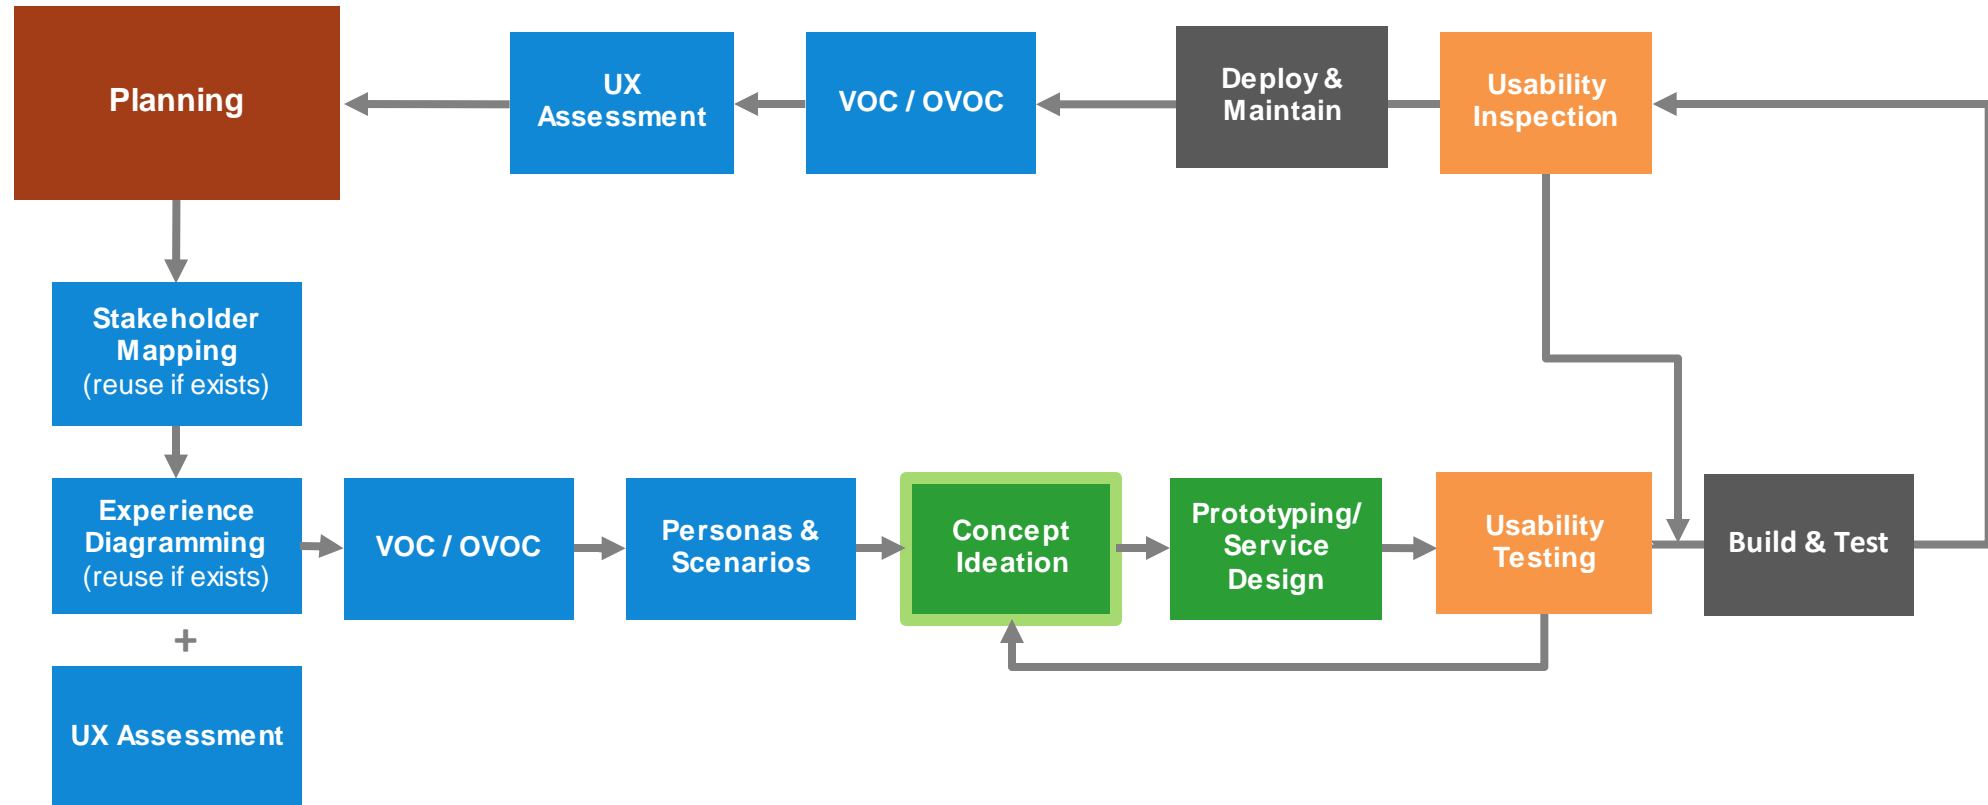 Planning
UX
Assessment
VOC / OVOC
Deploy &
Maintain
Usability
Inspection
Stakeholder
Mapping
(reuse if exists)
Experience
Diagramming
(reuse if exists)
VOC / OVOC
Personas &
Scenarios
Concept
Ideation
Prototyping/
Service
Design
Usability
Testing
Build & Test
+
UX Assessment